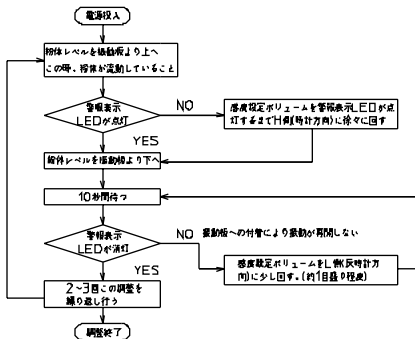 電源投入
粉体レベルを振動板より上へ
この時、粉体が流動していること
警報表示
LEDが点灯
NO
感度設定ボリュームを警報表示LEDが点
灯するまでH側(時計方向)に徐々に回す
YES
粉体レベルを振動板より下へ
10秒間待つ
警報表示
LEDが消灯
NO
振動板への付着により振動が再開しない
YES
感度設定ボリュームをL側(反時計方
向)に少し回す。(約1目盛り程度)
2～3回この調整を
繰り返し行う
調整終了